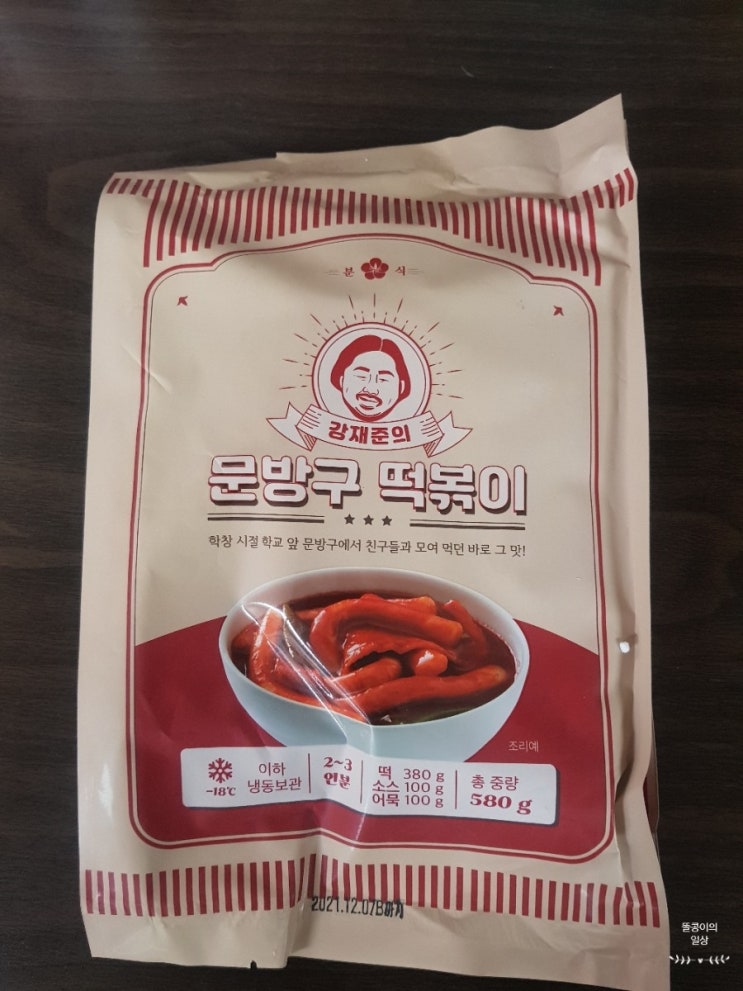 분 식
강재준의
문방구 떡볶이
학창 시절 학교 앞 문방구에서 친구들과 모여 먹던 바로 그 맛!
조리예
-18℃
이하
냉동보관
2~3
인분
떡 380 g
소스 100 g
어묵 100 g
총 중량
580 g
2021.12.07B까지
뚤콩이의
일상